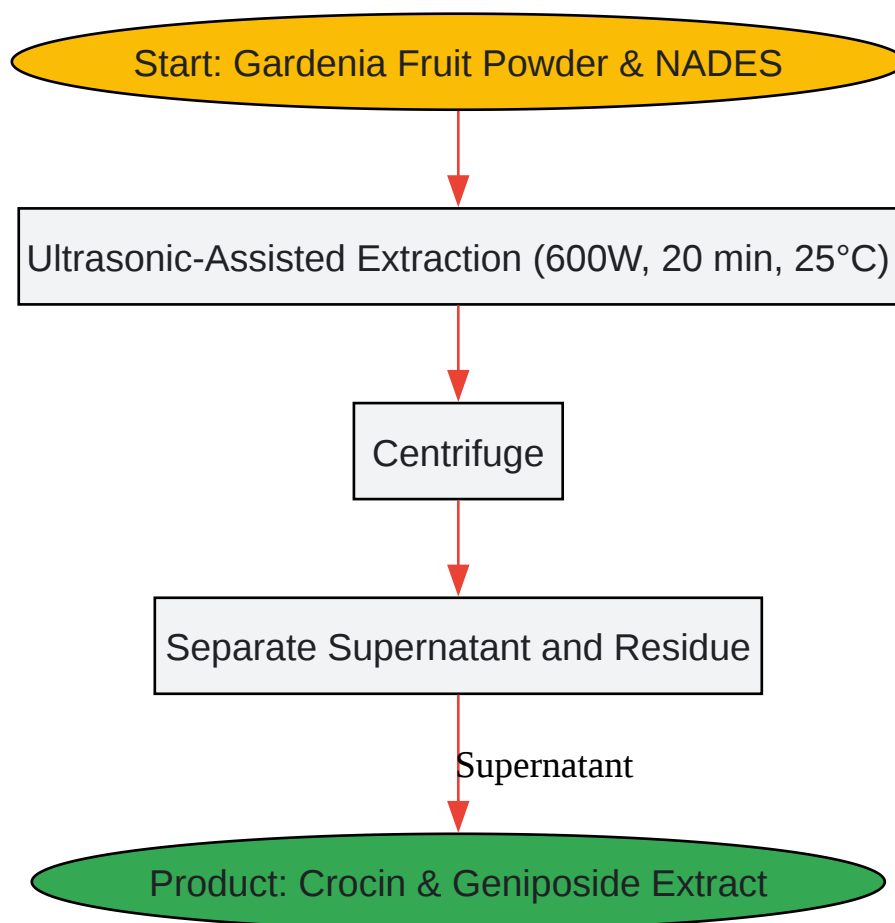 Start: Gardenia Fruit Powder & NADES
Ultrasonic-Assisted Extraction (600W, 20 min, 25°C)
Centrifuge
Separate Supernatant and Residue
Supernatant
Product: Crocin & Geniposide Extract